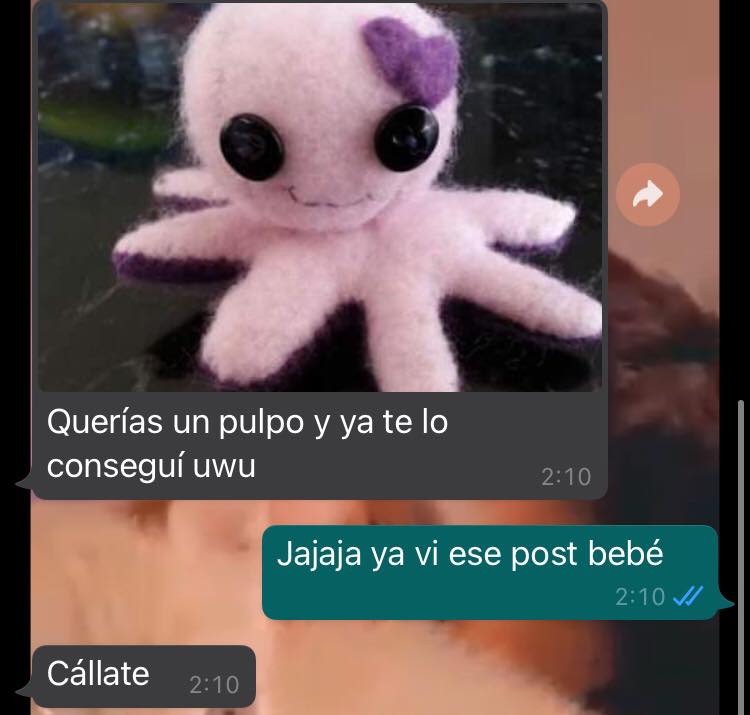 Querías un pulpo y ya te lo
conseguí uwu
2:10
Jajaja ya vi ese post bebé
2:10
Cállate
2:10